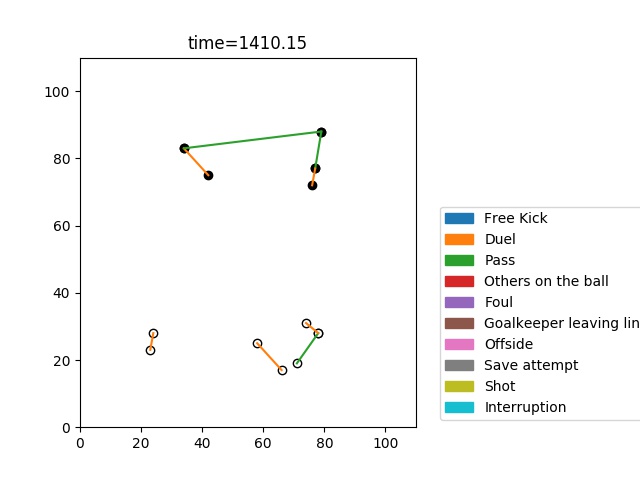 time=1410.15
100
80
60
40
20
0
0 20 40 60 80 100
Free Kick
Duel
Pass
Others on the ball
Foul
Goalkeeper leaving lin
Offside
Save attempt
Shot
Interruption